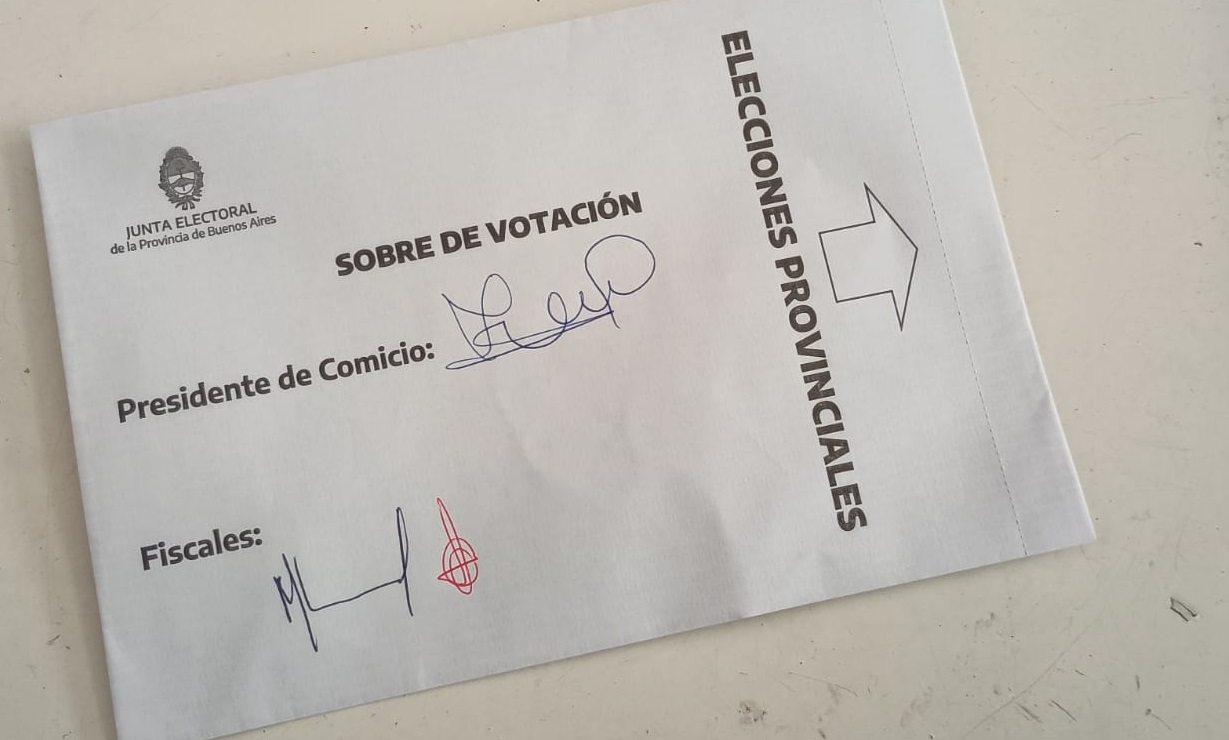 JUNTA ELECTORAL
de la Provincia de Buenos Aires
SOBRE DE VOTACIÓN
Presidente de Comicio:
Fiscales:
ELECCIONES PROVINCIALES